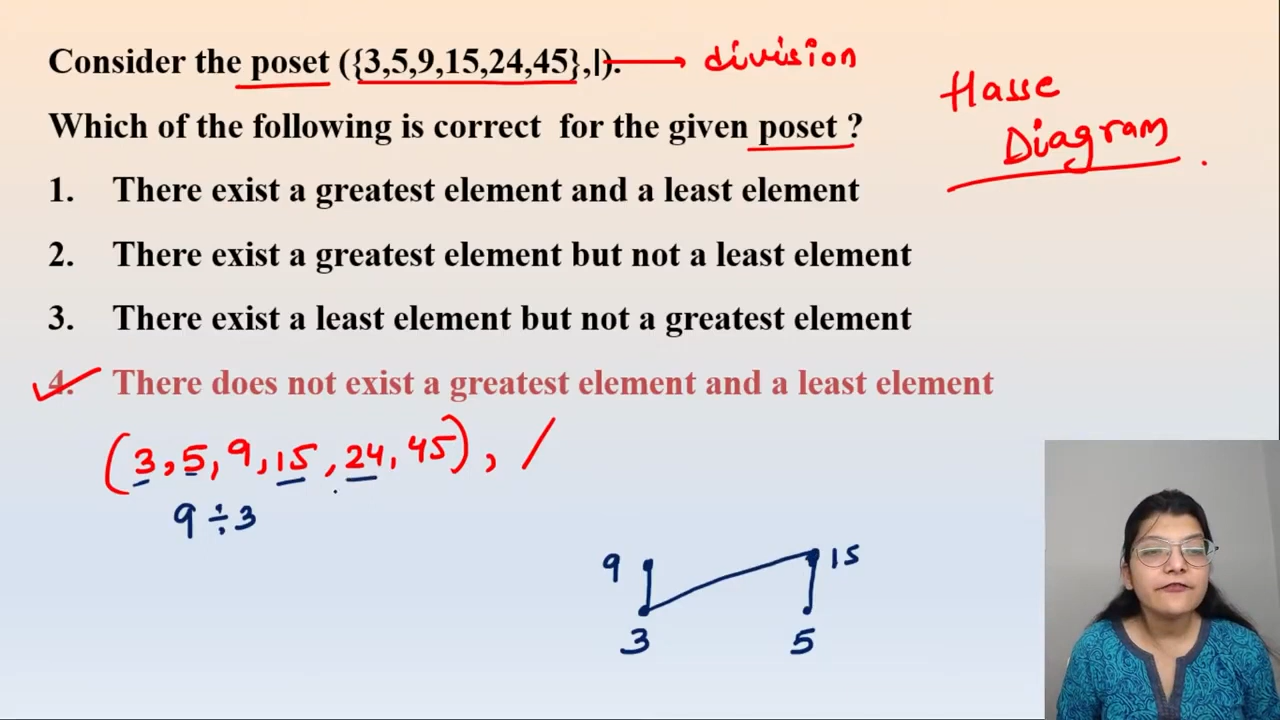 Consider the poset ({3,5,9,15,24,45},|). division
Hasse
Diagram
Which of the following is correct for the given poset ?
1. There exist a greatest element and a least element
2. There exist a greatest element but not a least element
3. There exist a least element but not a greatest element
4. There does not exist a greatest element and a least element
(3, 5, 9, 15, 24, 45), /
9 ÷ 3
9 15
3 5